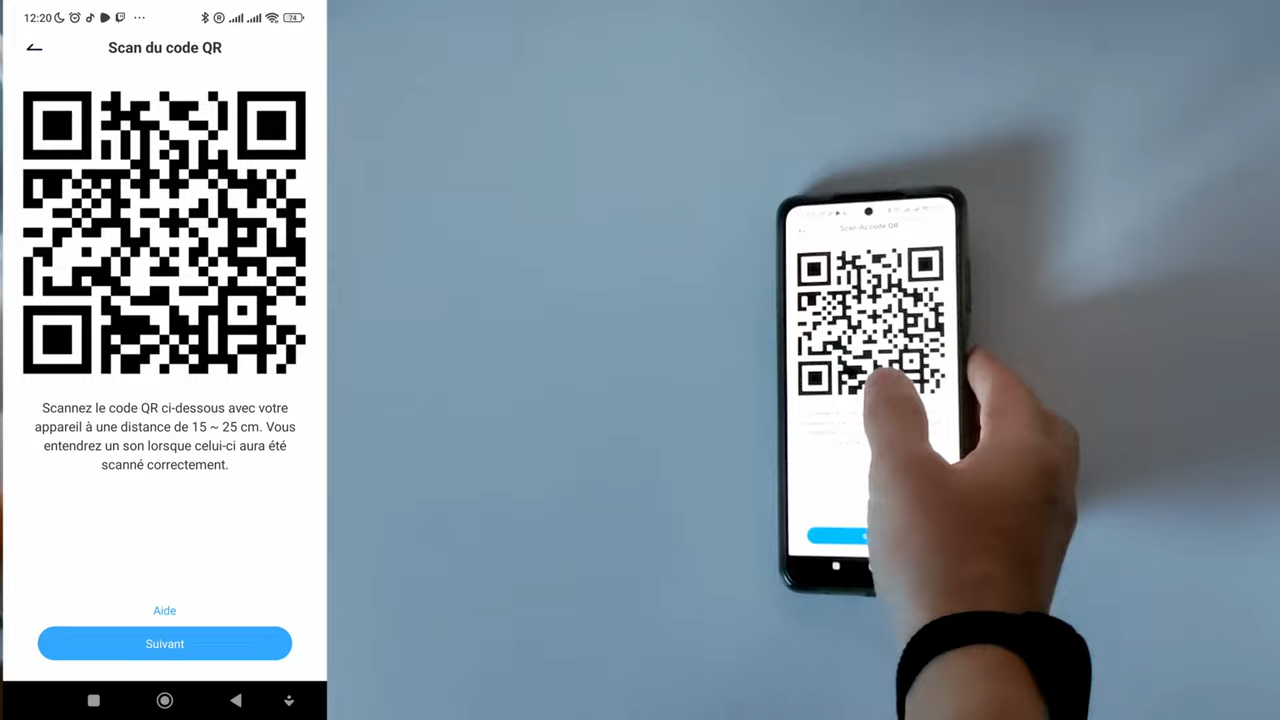 12:20
74
Scan du code QR
Scannez le code QR ci-dessous avec votre
appareil à une distance de 15 ~ 25 cm. Vous
entendrez un son lorsque celui-ci aura été
scanné correctement.
Aide
Suivant
Scan du code QR